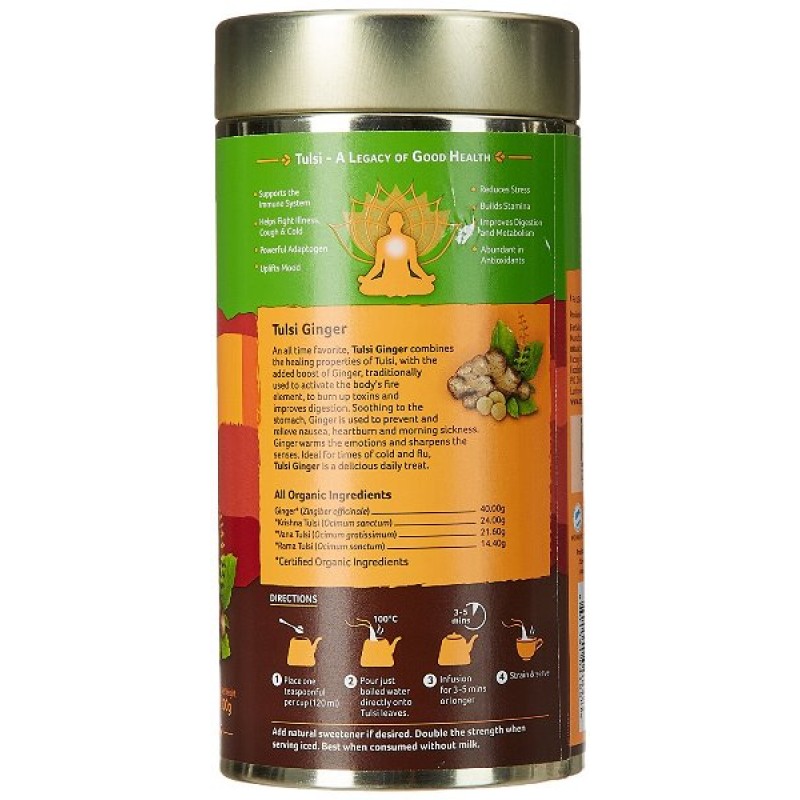 Tulsi - A Legacy of Good Health
Supports the
Immune System
Helps Fight Illness,
Cough & Cold
Powerful Adaptogen
Uplifts Mood
Reduces Stress
Builds Stamina
Improves Digestion
and Metabolism
Abundant in
Antioxidants
Tulsi Ginger
An all time favorite, Tulsi Ginger combines
the healing properties of Tulsi, with the
added boost of Ginger, traditionally
used to activate the body's fire
element, to burn up toxins and
improves digestion. Soothing to the
stomach, Ginger is used to prevent and
relieve nausea, heartburn and morning sickness.
Ginger warms the emotions and sharpens the
senses. Ideal for times of cold and flu,
Tulsi Ginger is a delicious daily treat.
All Organic Ingredients
Ginger* (Zingiber officinale) 40.00g
*Krishna Tulsi (Ocimum sanctum) 24.00g
*Vana Tulsi (Ocimum gratissimum) 21.60g
*Rama Tulsi (Ocimum sanctum) 14.40g
*Certified Organic Ingredients
DIRECTIONS
100°C
3-5
mins
1 Place one
teaspoonful
per cup (120 ml)
2 Pour just
boiled water
directly onto
Tulsi leaves.
3 Infusion
for 3-5 mins
or longer
4 Strain & serve
Add natural sweetener if desired. Double the strength when
serving iced. Best when consumed without milk.